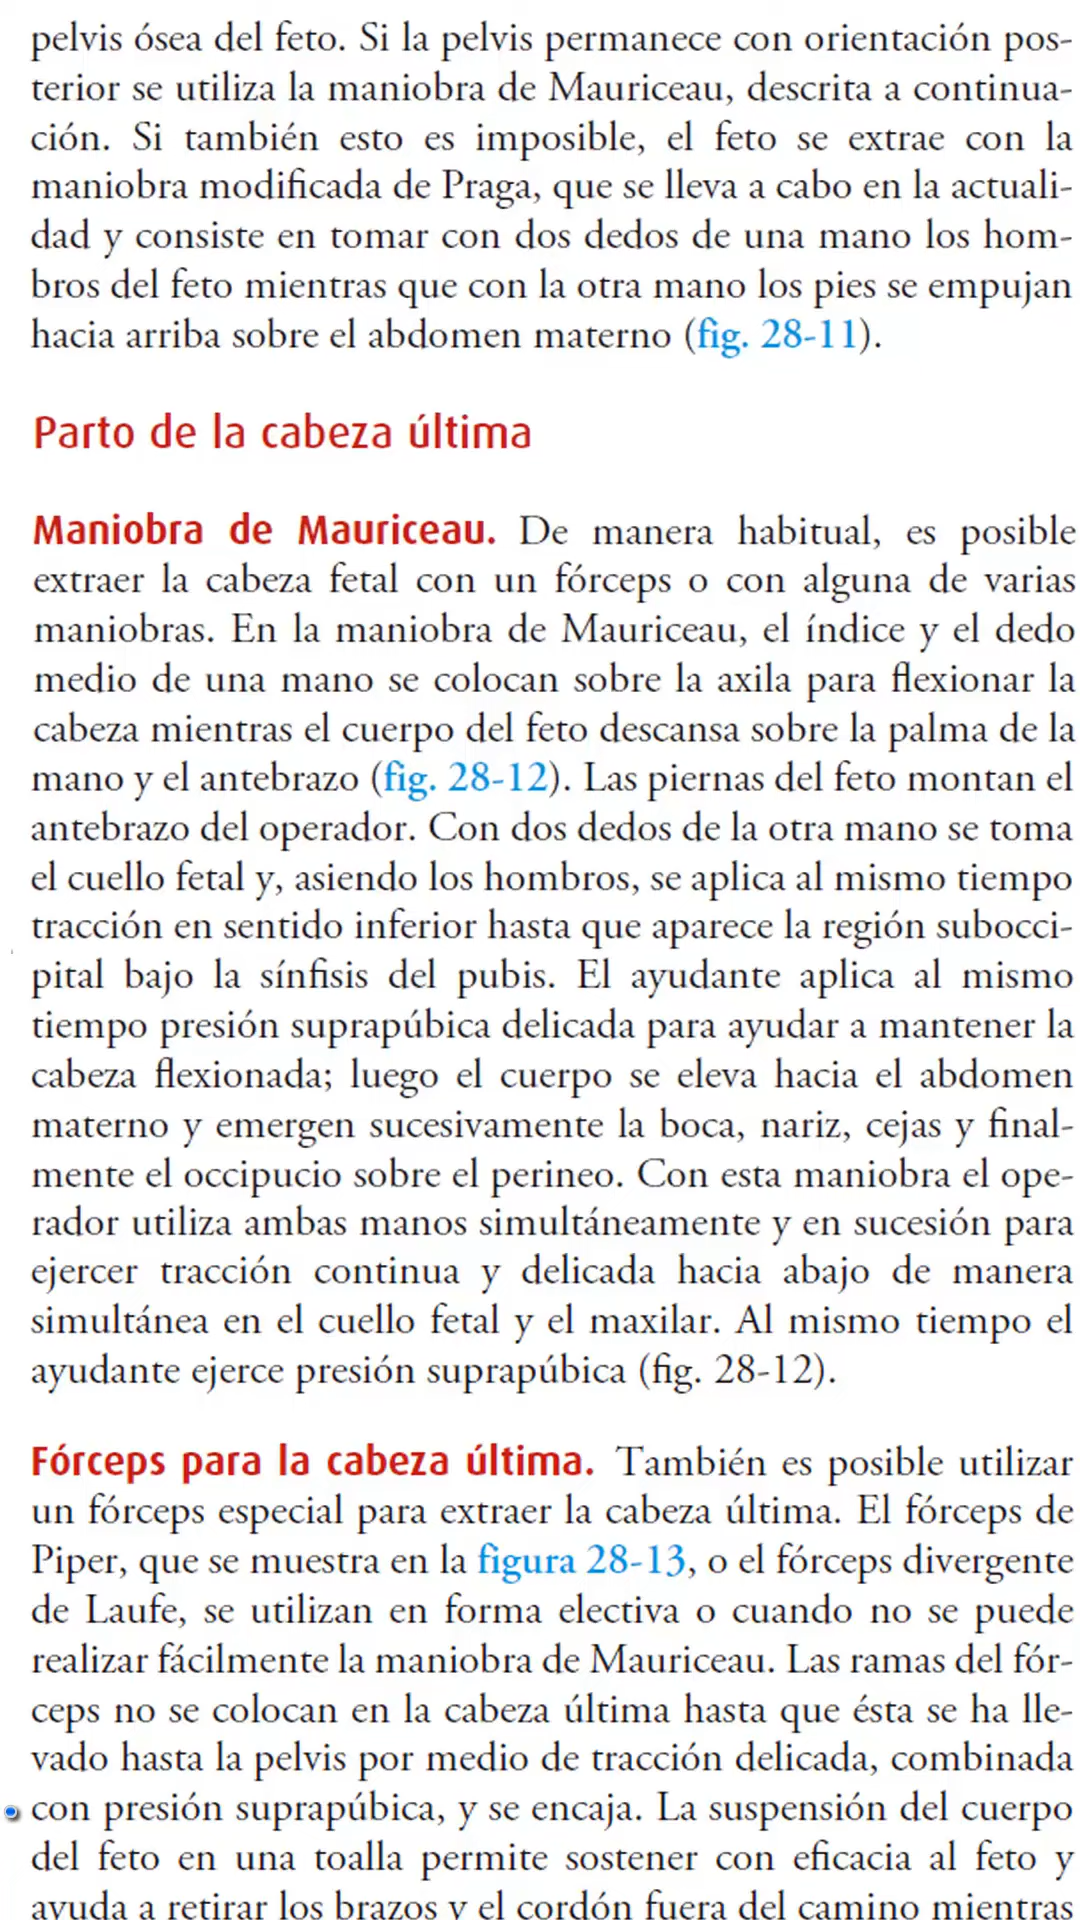 pelvis ósea del feto. Si la pelvis permanece con orientación pos-
terior se utiliza la maniobra de Mauriceau, descrita a continua-
ción. Si también esto es imposible, el feto se extrae con la
maniobra modificada de Praga, que se lleva a cabo en la actuali-
dad y consiste en tomar con dos dedos de una mano los hom-
bros del feto mientras que con la otra mano los pies se empujan
hacia arriba sobre el abdomen materno (fig. 28-11).
Parto de la cabeza última
Maniobra de Mauriceau. De manera habitual, es posible
extraer la cabeza fetal con un fórceps o con alguna de varias
maniobras. En la maniobra de Mauriceau, el índice y el dedo
medio de una mano se colocan sobre la axila para flexionar la
cabeza mientras el cuerpo del feto descansa sobre la palma de la
mano y el antebrazo (fig. 28-12). Las piernas del feto montan el
antebrazo del operador. Con dos dedos de la otra mano se toma
el cuello fetal y, asiendo los hombros, se aplica al mismo tiempo
tracción en sentido inferior hasta que aparece la región subocci-
pital bajo la sínfisis del pubis. El ayudante aplica al mismo
tiempo presión suprapúbica delicada para ayudar a mantener la
cabeza flexionada; luego el cuerpo se eleva hacia el abdomen
materno y emergen sucesivamente la boca, nariz, cejas y final-
mente el occipucio sobre el perineo. Con esta maniobra el ope-
rador utiliza ambas manos simultáneamente y en sucesión para
ejercer tracción continua y delicada hacia abajo de manera
simultánea en el cuello fetal y el maxilar. Al mismo tiempo el
ayudante ejerce presión suprapúbica (fig. 28-12).
Fórceps para la cabeza última. También es posible utilizar
un fórceps especial para extraer la cabeza última. El fórceps de
Piper, que se muestra en la figura 28-13, o el fórceps divergente
de Laufe, se utilizan en forma electiva o cuando no se puede
realizar fácilmente la maniobra de Mauriceau. Las ramas del fór-
ceps no se colocan en la cabeza última hasta que ésta se ha lle-
vado hasta la pelvis por medio de tracción delicada, combinada
con presión suprapúbica, y se encaja. La suspensión del cuerpo
del feto en una toalla permite sostener con eficacia al feto y
ayuda a retirar los brazos y el cordón fuera del camino mientras